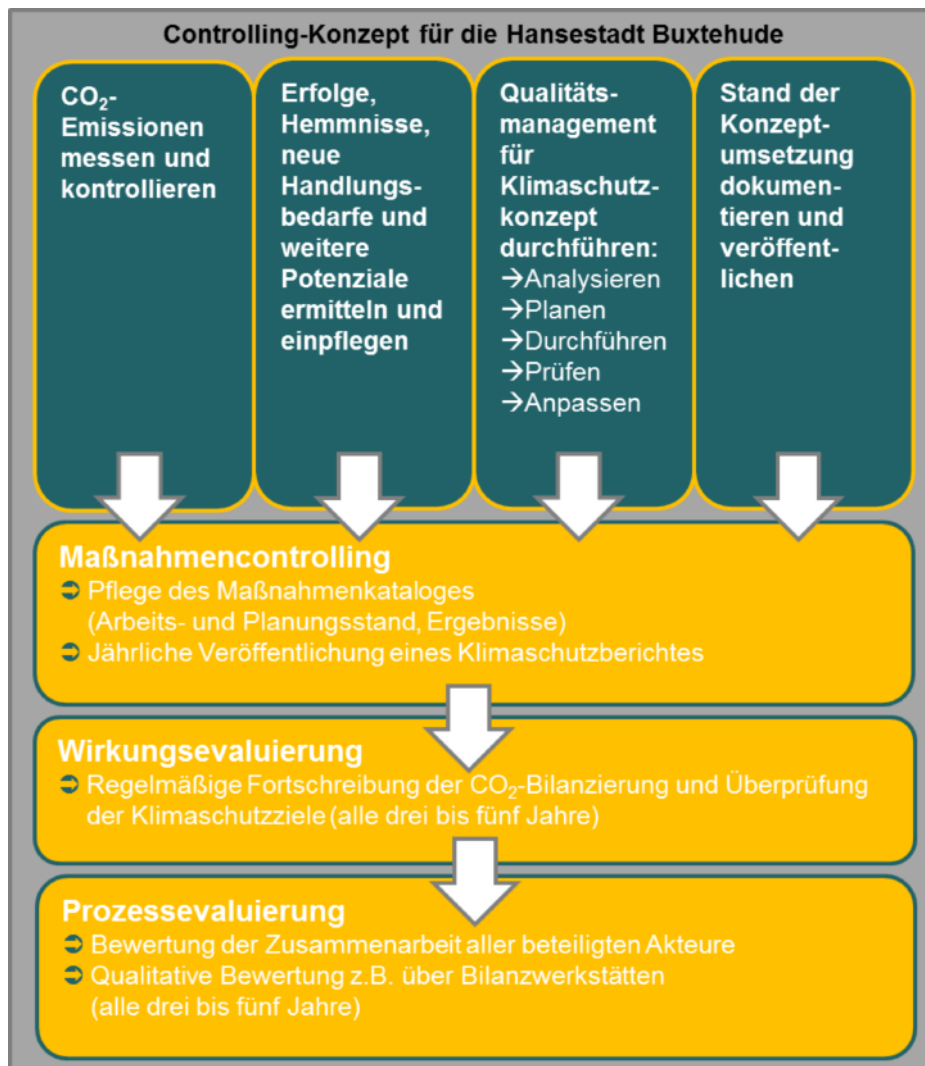 Controlling-Konzept für die Hansestadt Buxtehude
CO₂-
Emissionen
messen und
kontrollieren
Erfolge,
Hemmnisse,
neue
Handlungs-
bedarfe und
weitere
Potenziale
ermitteln und
einpflegen
Qualitäts-
management
für
Klimaschutz-
konzept
durchführen:
→Analysieren
→Planen
→Durchführen
→Prüfen
→Anpassen
Stand der
Konzept-
umsetzung
dokumen-
tieren und
veröffent-
lichen
Maßnahmencontrolling
➲ Pflege des Maßnahmenkataloges
(Arbeits- und Planungsstand, Ergebnisse)
➲ Jährliche Veröffentlichung eines Klimaschutzberichtes
Wirkungsevaluierung
➲ Regelmäßige Fortschreibung der CO₂-Bilanzierung und Überprüfung
der Klimaschutzziele (alle drei bis fünf Jahre)
Prozessevaluierung
➲ Bewertung der Zusammenarbeit aller beteiligten Akteure
➲ Qualitative Bewertung z.B. über Bilanzwerkstätten
(alle drei bis fünf Jahre)